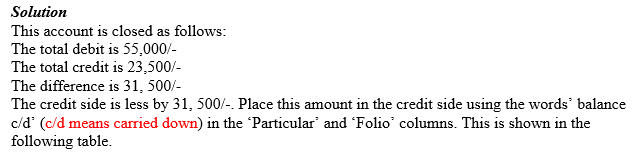 Solution
This account is closed as follows:
The total debit is 55,000/-
The total credit is 23,500/-
The difference is 31, 500/-
The credit side is less by 31, 500/-. Place this amount in the credit side using the words’ balance
c/d’ (c/d means carried down) in the ‘Particular’ and ‘Folio’ columns. This is shown in the
following table.